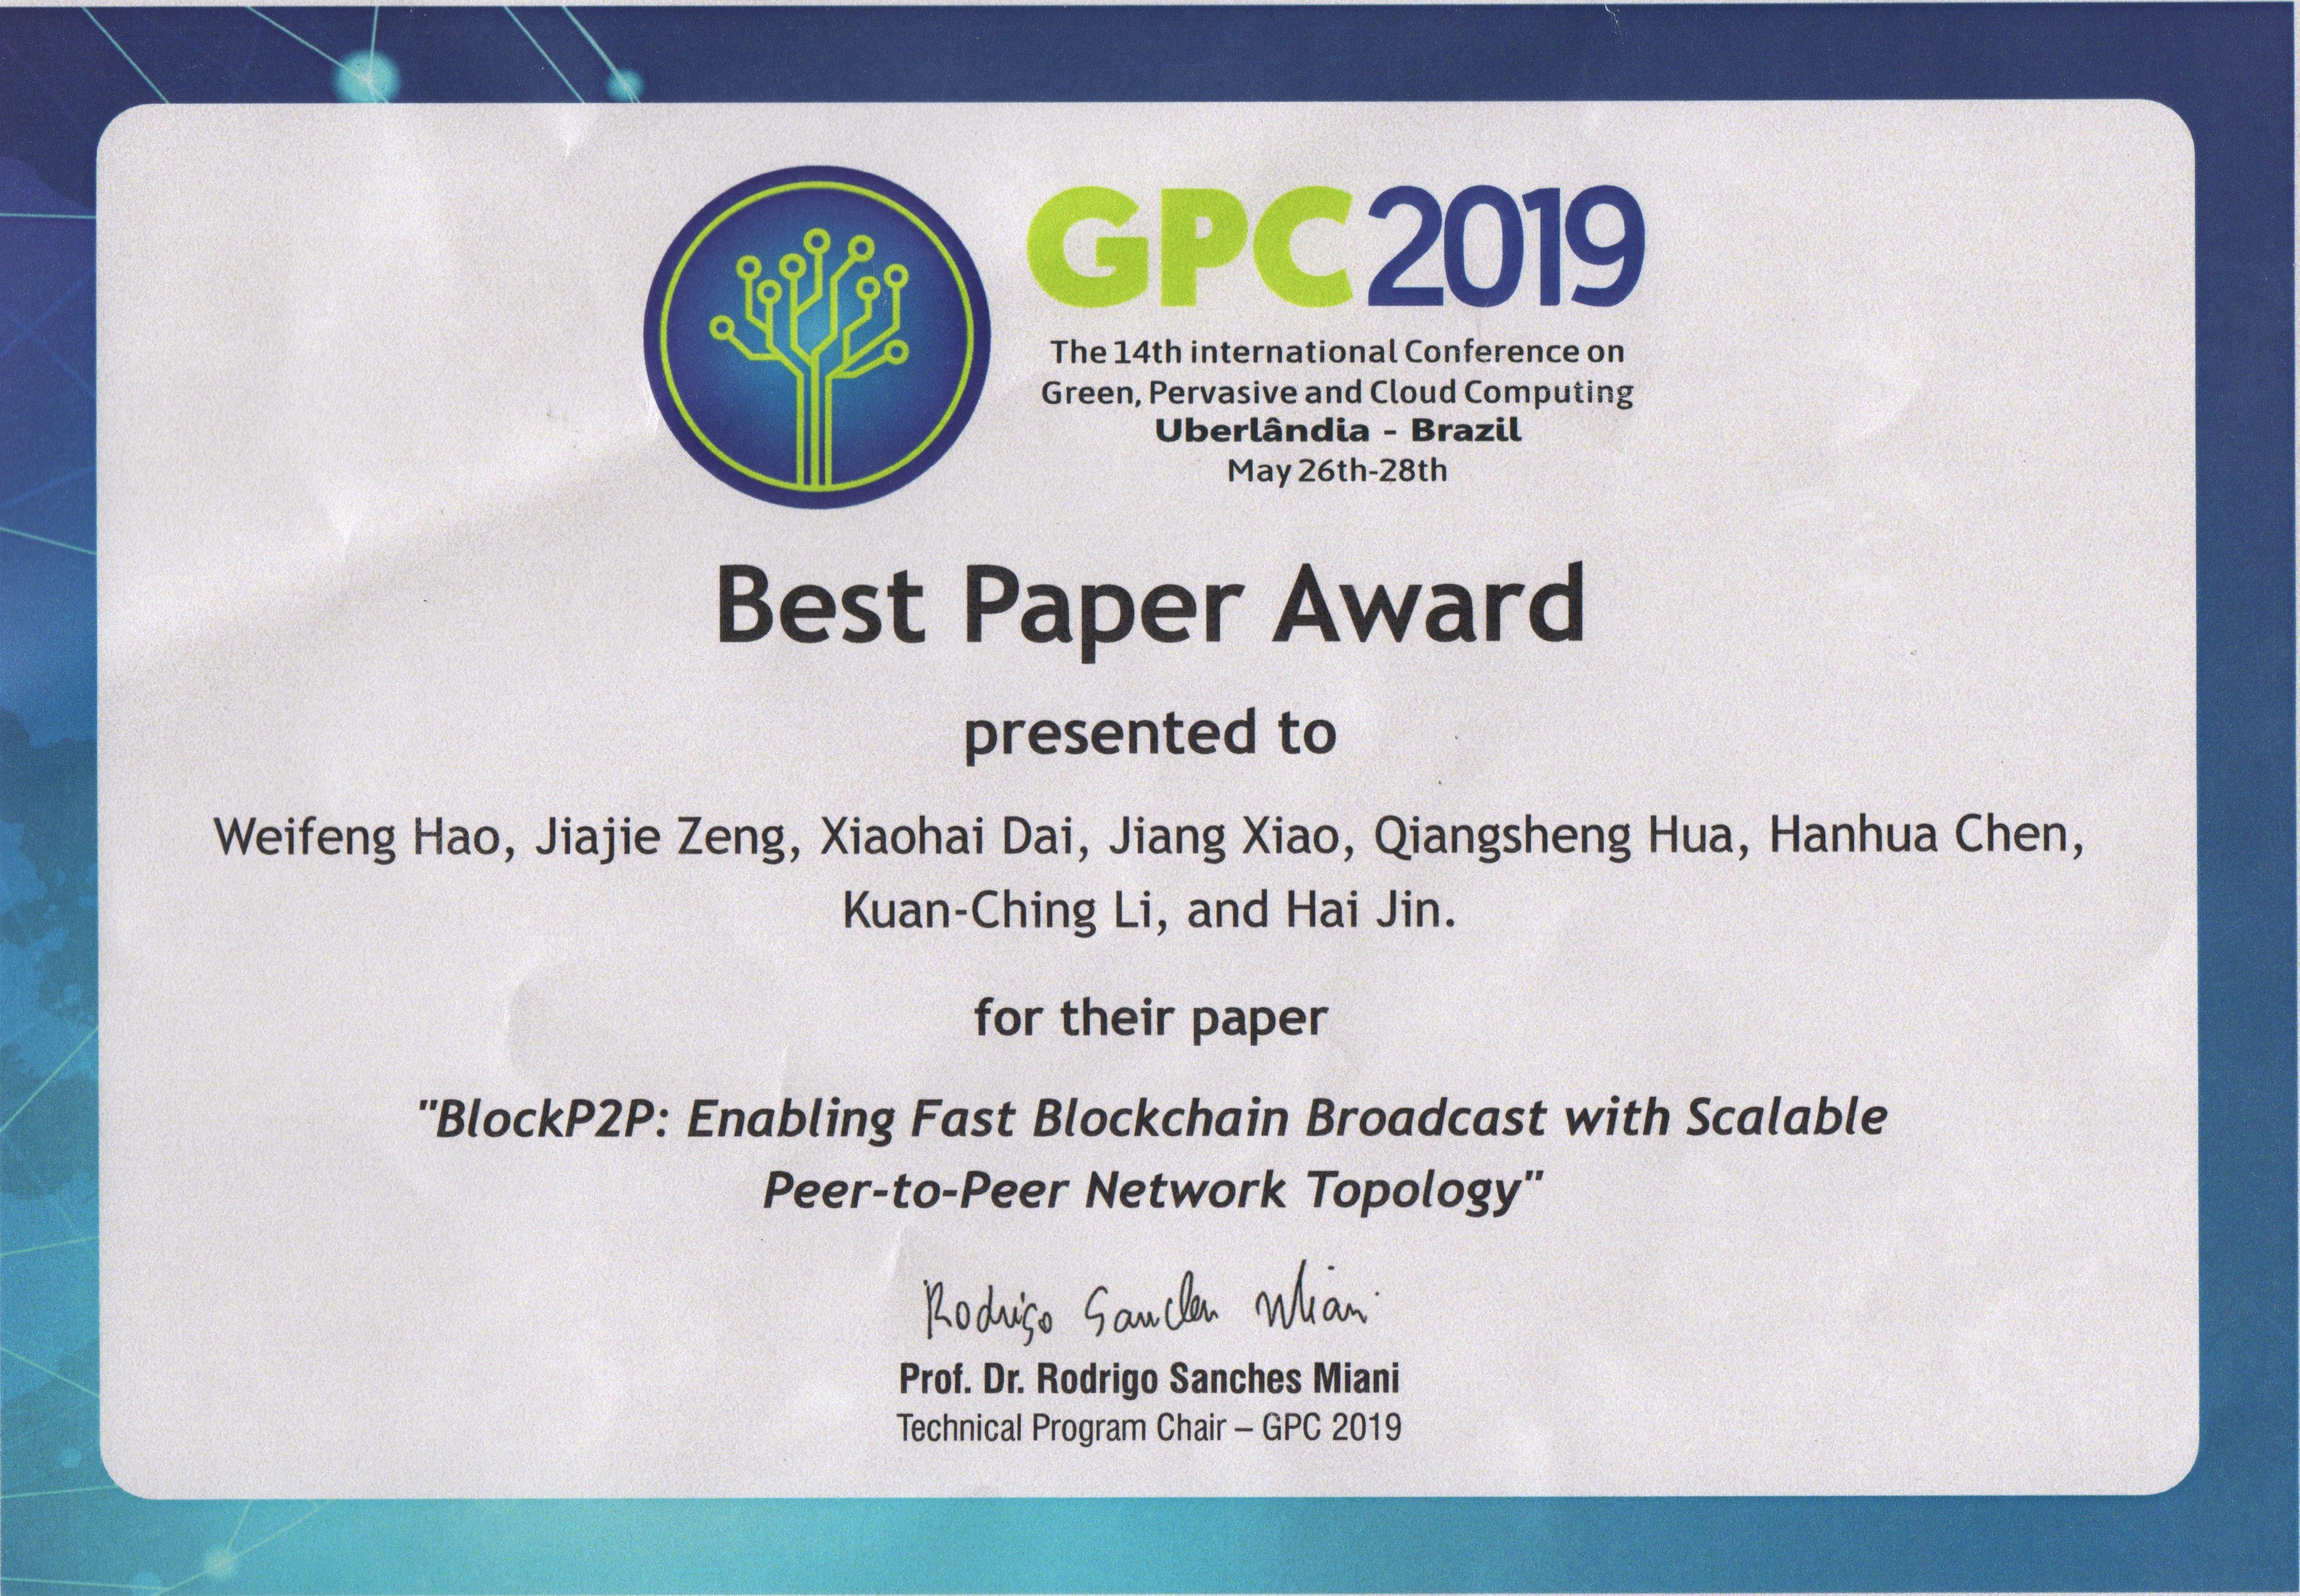 GPC2019
The 14th international Conference on
Green, Pervasive and Cloud Computing
Uberlândia - Brazil
May 26th-28th
Best Paper Award
presented to
Weifeng Hao, Jiajie Zeng, Xiaohai Dai, Jiang Xiao, Qiangsheng Hua, Hanhua Chen,
Kuan-Ching Li, and Hai Jin.
for their paper
"BlockP2P: Enabling Fast Blockchain Broadcast with Scalable
Peer-to-Peer Network Topology"
Rodrigo Sanches Miani
Prof. Dr. Rodrigo Sanches Miani
Technical Program Chair – GPC 2019